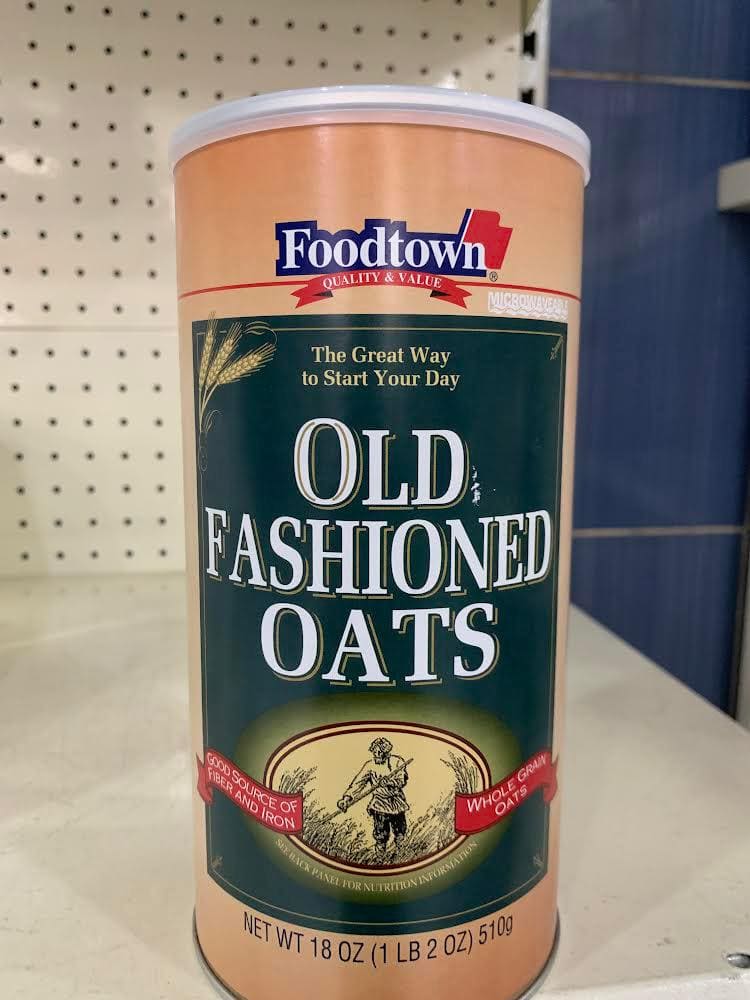 Foodtown®
QUALITY & VALUE
MICROWAVEABLE
The Great Way
to Start Your Day
OLD
FASHIONED
OATS
GOOD SOURCE OF
FIBER AND IRON
WHOLE GRAIN
OATS
SEE BACK PANEL FOR NUTRITION INFORMATION
NET WT 18 OZ (1 LB 2 OZ) 510g